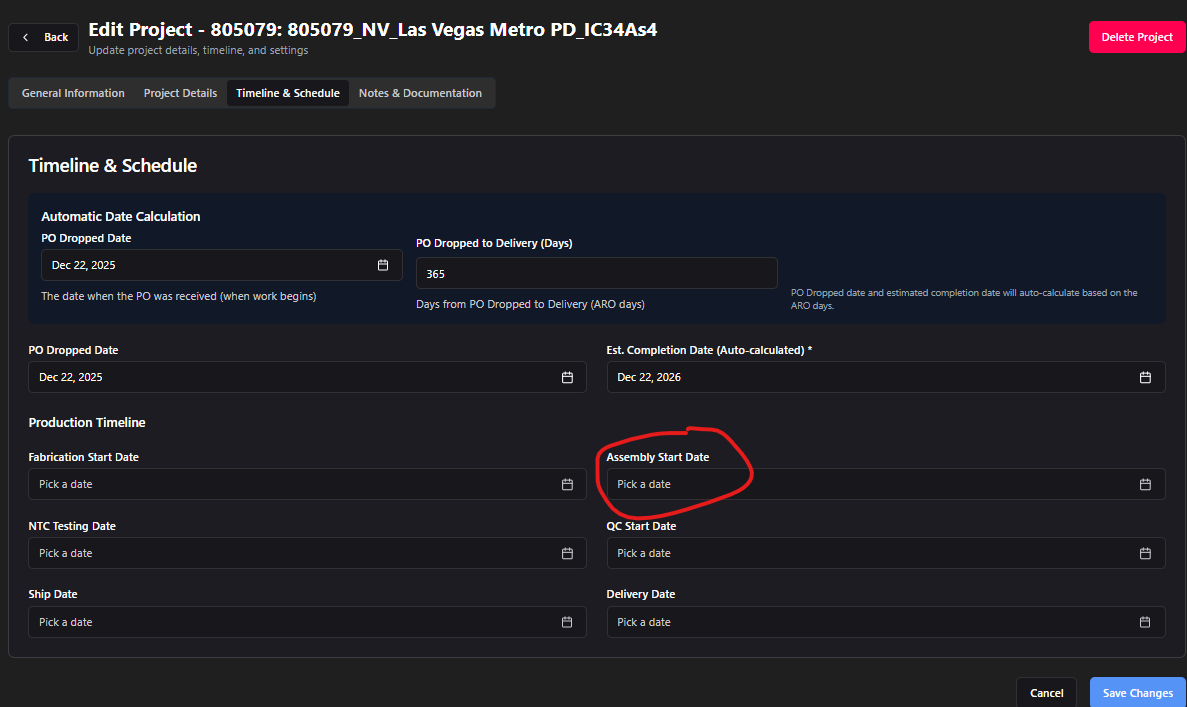 Back
Edit Project - 805079: 805079_NV_Las Vegas Metro PD_IC34As4
Update project details, timeline, and settings
Delete Project
General Information
Project Details
Timeline & Schedule
Notes & Documentation
Timeline & Schedule
Automatic Date Calculation
PO Dropped Date
Dec 22, 2025
The date when the PO was received (when work begins)
PO Dropped to Delivery (Days)
365
Days from PO Dropped to Delivery (ARO days)
PO Dropped date and estimated completion date will auto-calculate based on the
ARO days.
PO Dropped Date
Dec 22, 2025
Est. Completion Date (Auto-calculated) *
Dec 22, 2026
Production Timeline
Fabrication Start Date
Pick a date
Assembly Start Date
Pick a date
NTC Testing Date
Pick a date
QC Start Date
Pick a date
Ship Date
Pick a date
Delivery Date
Pick a date
Cancel
Save Changes